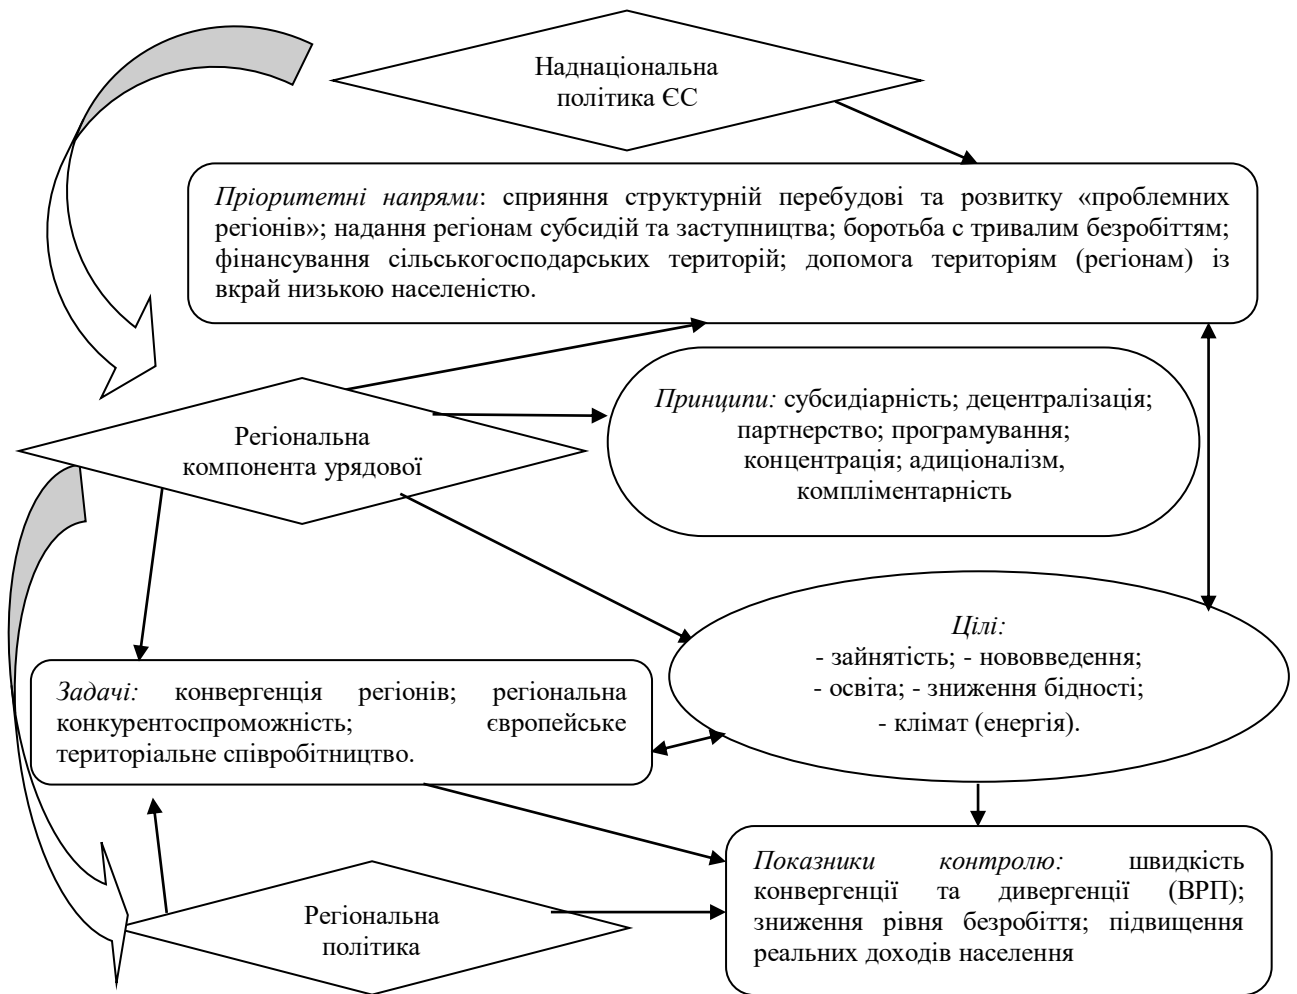 Наднаціональна
політика ЄС
Пріоритетні напрями: сприяння структурній перебудові та розвитку «проблемних
регіонів»; надання регіонам субсидій та заступництва; боротьба с тривалим безробіттям;
фінансування сільськогосподарських територій; допомога територіям (регіонам) із
вкрай низькою населеністю.
Принципи: субсидіарність; децентралізація;
партнерство; програмування;
концентрація; адиціоналізм,
компліментарність
Регіональна
компонента урядової
Цілі:
- зайнятість; - нововведення;
- освіта; - зниження бідності;
- клімат (енергія).
Задачі: конвергенція регіонів; регіональна
конкурентоспроможність; європейське
територіальне співробітництво.
Показники контролю: швидкість
конвергенції та дивергенції (ВРП);
зниження рівня безробіття; підвищення
реальних доходів населення
Регіональна
політика